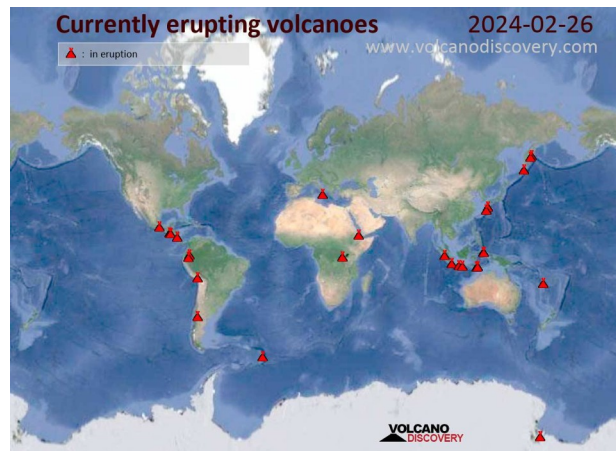 Currently erupting volcanoes 2024-02-26
www.volcanodiscovery.com
: in eruption
VOLCANO
DISCOVERY